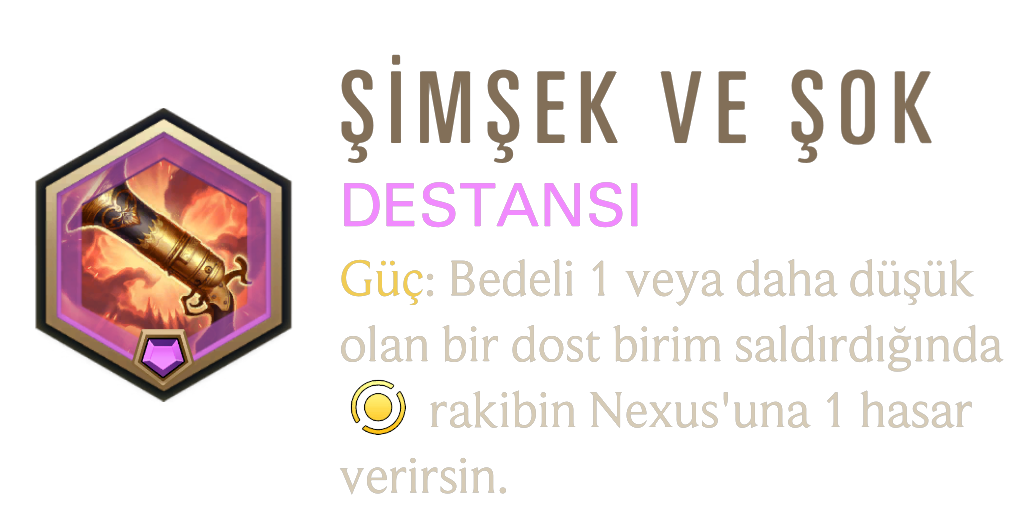 ŞİMŞEK VE ŞOK
DESTANSI
Güç: Bedeli 1 veya daha düşük
olan bir dost birim saldırdığında
rakibin Nexus'una 1 hasar
verirsin.